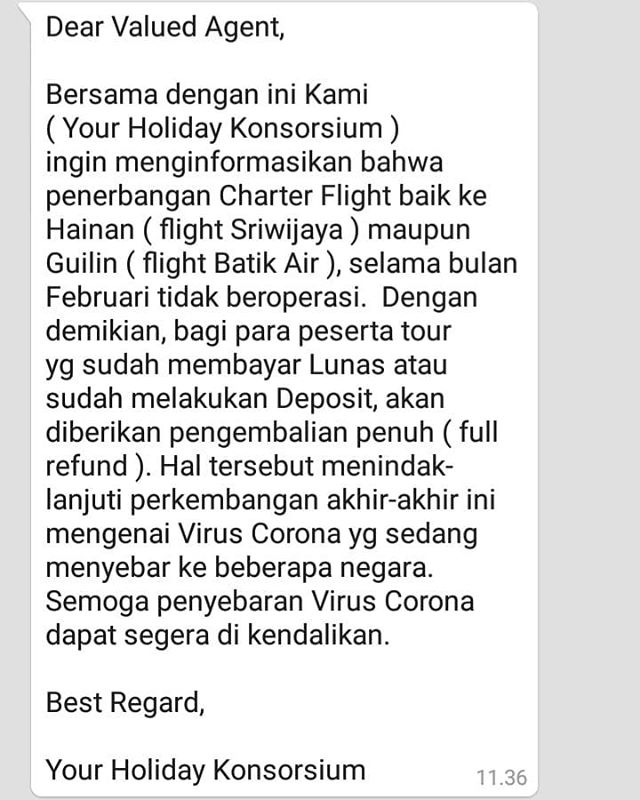 Dear Valued Agent,
Bersama dengan ini Kami
( Your Holiday Konsorsium )
ingin menginformasikan bahwa
penerbangan Charter Flight baik ke
Hainan ( flight Sriwijaya ) maupun
Guilin ( flight Batik Air ), selama bulan
Februari tidak beroperasi.  Dengan
demikian, bagi para peserta tour
yg sudah membayar Lunas atau
sudah melakukan Deposit, akan
diberikan pengembalian penuh ( full
refund ). Hal tersebut menindak-
lanjuti perkembangan akhir-akhir ini
mengenai Virus Corona yg sedang
menyebar ke beberapa negara.
Semoga penyebaran Virus Corona
dapat segera di kendalikan.
Best Regard,
Your Holiday Konsorsium
11.36